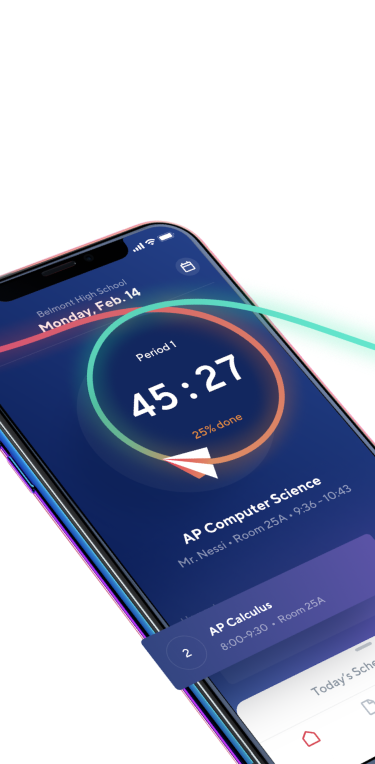 Belmont High School
Monday, Feb. 14
Period 1
45:27
25% done
AP Computer Science
Mr. Nessi • Room 25A • 9:36-10:43
2
AP Calculus
8:00-9:30 • Room 25A
Today's